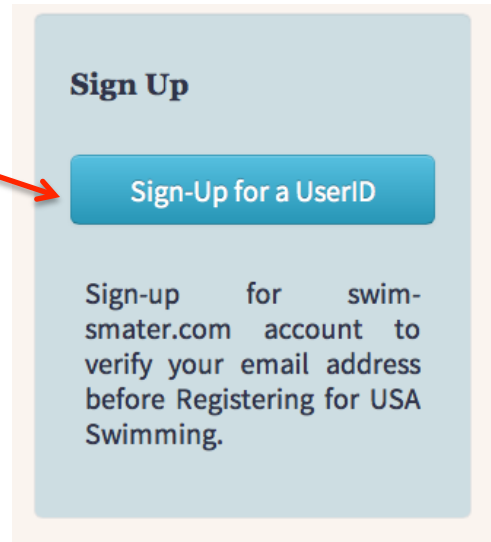 Sign Up
Sign-Up for a UserID
Sign-up for swim-
smater.com account to
verify your email address
before Registering for USA
Swimming.